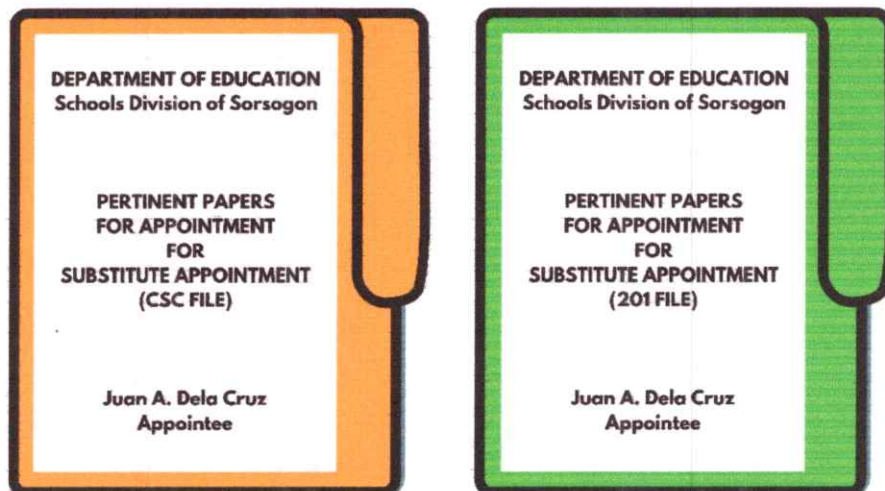 DEPARTMENT OF EDUCATION
Schools Division of Sorsogon
PERTINENT PAPERS
FOR APPOINTMENT
FOR
SUBSTITUTE APPOINTMENT
(CSC FILE)
Juan A. Dela Cruz
Appointee
DEPARTMENT OF EDUCATION
Schools Division of Sorsogon
PERTINENT PAPERS
FOR APPOINTMENT
FOR
SUBSTITUTE APPOINTMENT
(201 FILE)
Juan A. Dela Cruz
Appointee